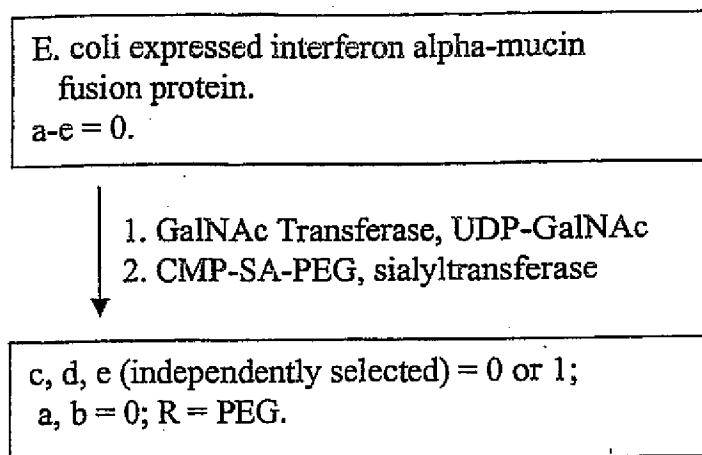 E. coli expressed interferon alpha-mucin
fusion protein.
a-e = 0.
1. GalNAc Transferase, UDP-GalNAc
2. CMP-SA-PEG, sialyltransferase
c, d, e (independently selected) = 0 or 1;
a, b = 0; R = PEG.